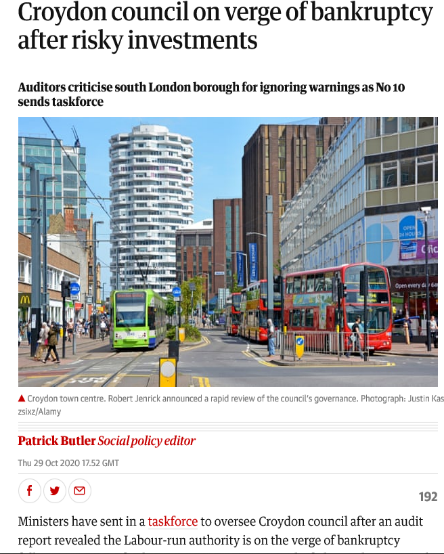 Croydon council on verge of bankruptcy
after risky investments
Auditors criticise south London borough for ignoring warnings as No 10
sends taskforce
▲ Croydon town centre. Robert Jenrick announced a rapid review of the council's governance. Photograph: Justin Kas
zsixz/Alamy
Patrick Butler Social policy editor
Thu 29 Oct 2020 17.52 GMT
192
Ministers have sent in a taskforce to oversee Croydon council after an audit
report revealed the Labour-run authority is on the verge of bankruptcy